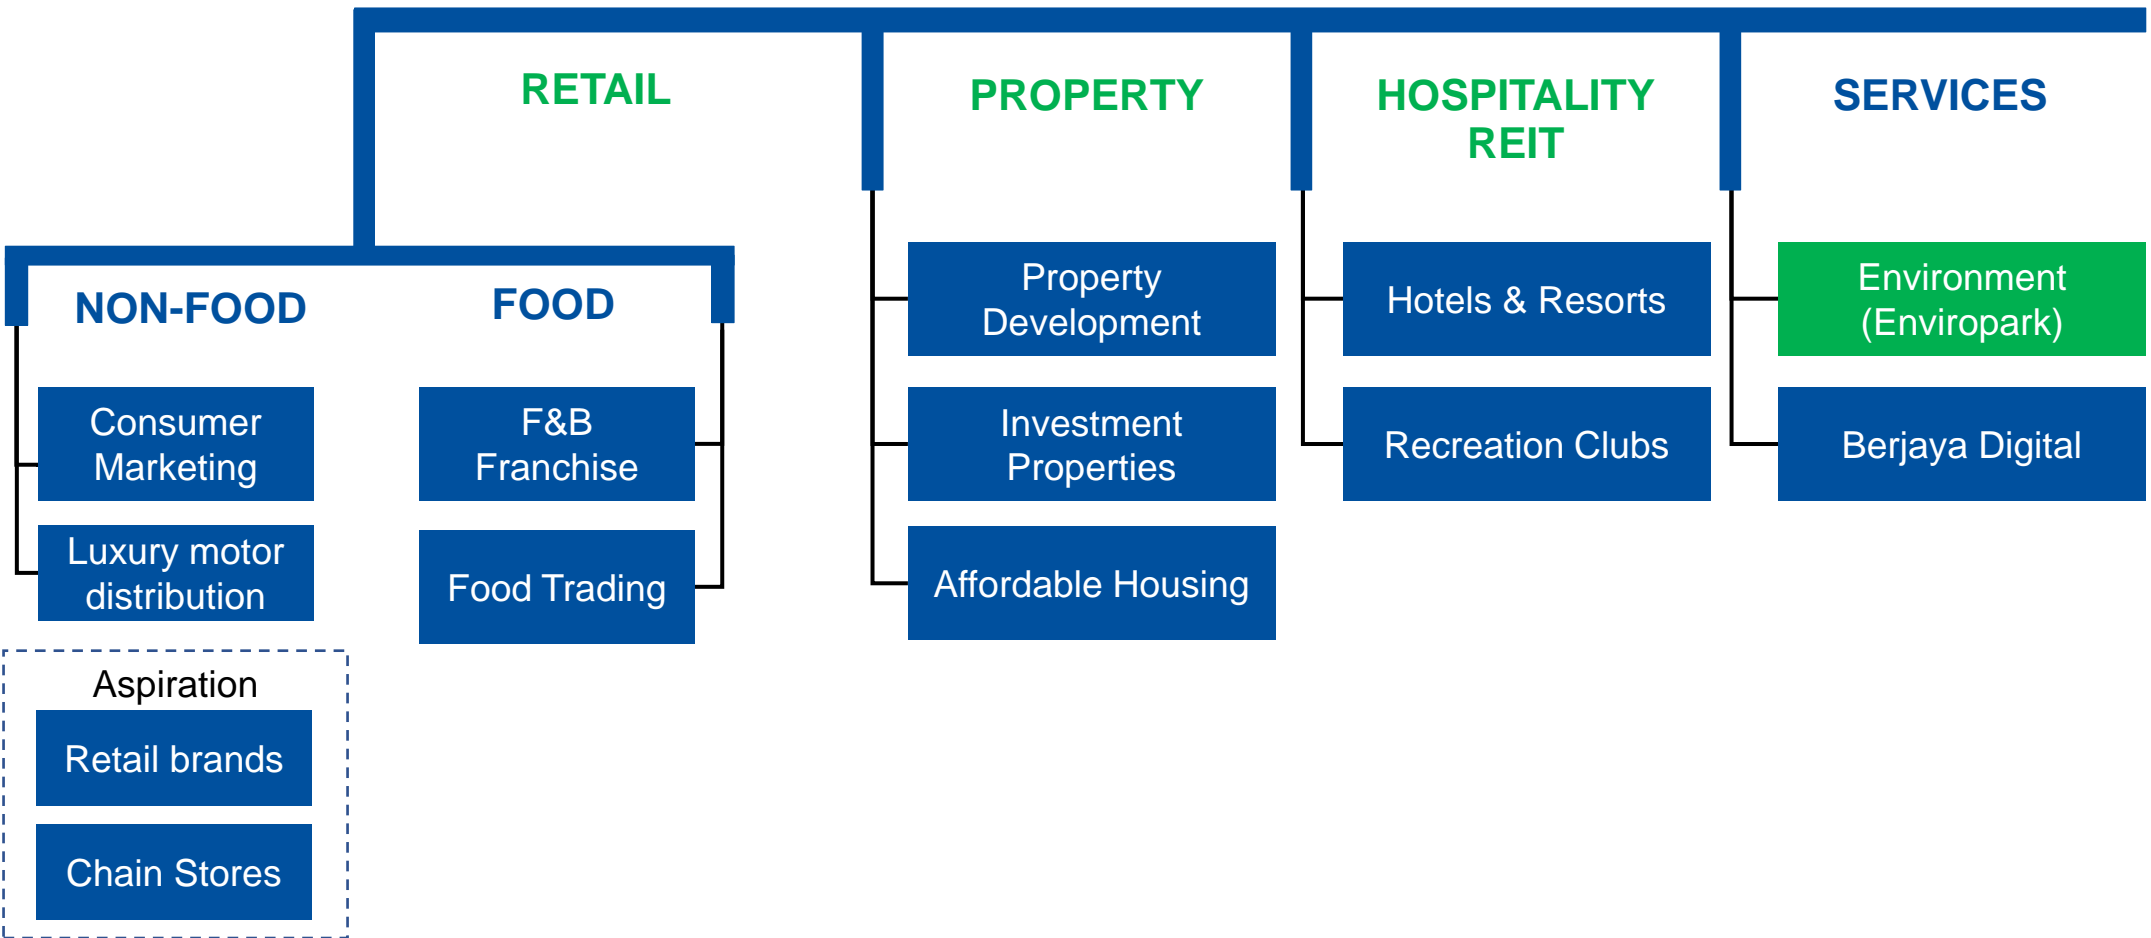 RETAIL
PROPERTY
HOSPITALITY
REIT
SERVICES
NON-FOOD
FOOD
Consumer
Marketing
Luxury motor
distribution
Aspiration
Retail brands
Chain Stores
F&B
Franchise
Food Trading
Property
Development
Investment
Properties
Affordable Housing
Hotels & Resorts
Recreation Clubs
Environment
(Enviropark)
Berjaya Digital